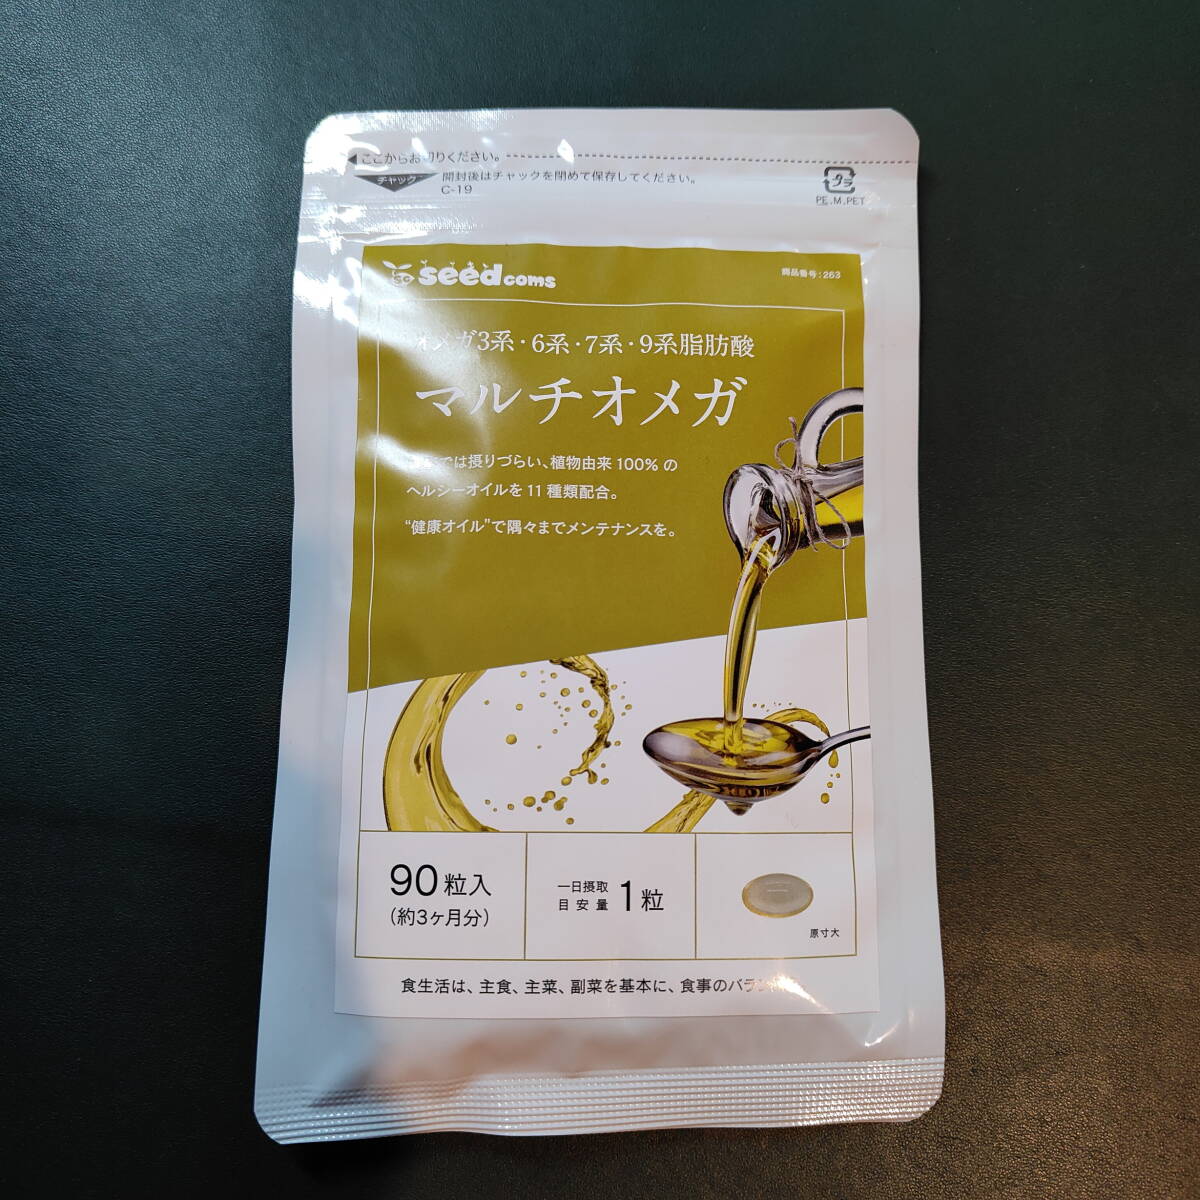 ここからお切りください。
チャック
開封後はチャックを閉めて保存してください。
C-19
プラ
PE.M.PET
seed coms
商品番号:263
オメガ3系・6系・7系・9系脂肪酸
マルチオメガ
では摂りづらい、植物由来100%の
ヘルシーオイルを11種類配合。
“健康オイル”で隅々までメンテナンスを。
90粒入
(約3ヶ月分)
一日摂取
目安量
1粒
原寸大
食生活は、主食、主菜、副菜を基本に、食事のバラン